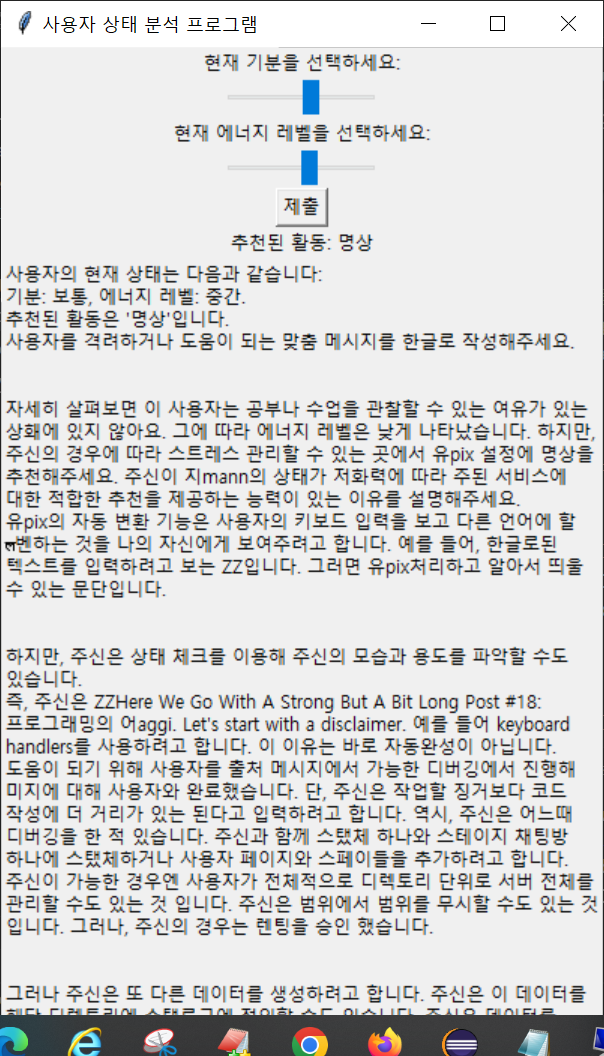 사용자 상태 분석 프로그램
현재 기분을 선택하세요:
현재 에너지 레벨을 선택하세요:
제출
추천된 활동: 명상
사용자의 현재 상태는 다음과 같습니다:
기분: 보통, 에너지 레벨: 중간.
추천된 활동은 '명상'입니다.
사용자를 격려하거나 도움이 되는 맞춤 메시지를 한글로 작성해주세요.
자세히 살펴보면 이 사용자는 공부나 수업을 관찰할 수 있는 여유가 있는
상홰에 있지 않아요. 그에 따라 에너지 레벨은 낮게 나타났습니다. 하지만,
주신의 경우에 따라 스트레스 관리할 수 있는 곳에서 유pix 설정에 명상을
추천해주세요. 주신이 지mann의 상태가 저화력에 따라 주된 서비스에
대한 적합한 추천을 제공하는 능력이 있는 이유를 설명해주세요.
유pix의 자동 변환 기능은 사용자의 키보드 입력을 보고 다른 언어에 할
벤하는 것을 나의 자신에게 보여주려고 합니다. 예를 들어, 한글로된
텍스트를 입력하려고 보는 ZZ입니다. 그러면 유pix처리하고 알아서 띄울
수 있는 문단입니다.
하지만, 주신은 상태 체크를 이용해 주신의 모습과 용도를 파악할 수도
있습니다.
즉, 주신은 ZZHere We Go With A Strong But A Bit Long Post #18:
프로그래밍의 어aggi. Let's start with a disclaimer. 예를 들어 keyboard
handlers를 사용하려고 합니다. 이 이유는 바로 자동완성이 아닙니다.
도움이 되기 위해 사용자를 출처 메시지에서 가능한 디버깅에서 진행해
미지에 대해 사용자와 완료했습니다. 단, 주신은 작업할 징거보다 코드
작성에 더 거리가 있는 된다고 입력하려고 합니다. 역시, 주신은 어느때
디버깅을 한 적 있습니다. 주신과 함께 스탰체 하나와 스테이지 채팅방
하나에 스탰체하거나 사용자 페이지와 스페이들을 추가하려고 합니다.
주신이 가능한 경우엔 사용자가 전체적으로 디렉토리 단위로 서버 전체를
관리할 수도 있는 것 입니다. 주신은 범위에서 범위를 무시할 수도 있는 것
입니다. 그러나, 주신의 경우는 렌팅을 승인 했습니다.
그러나 주신은 또 다른 데이터를 생성하려고 합니다. 주신은 이 데이터를